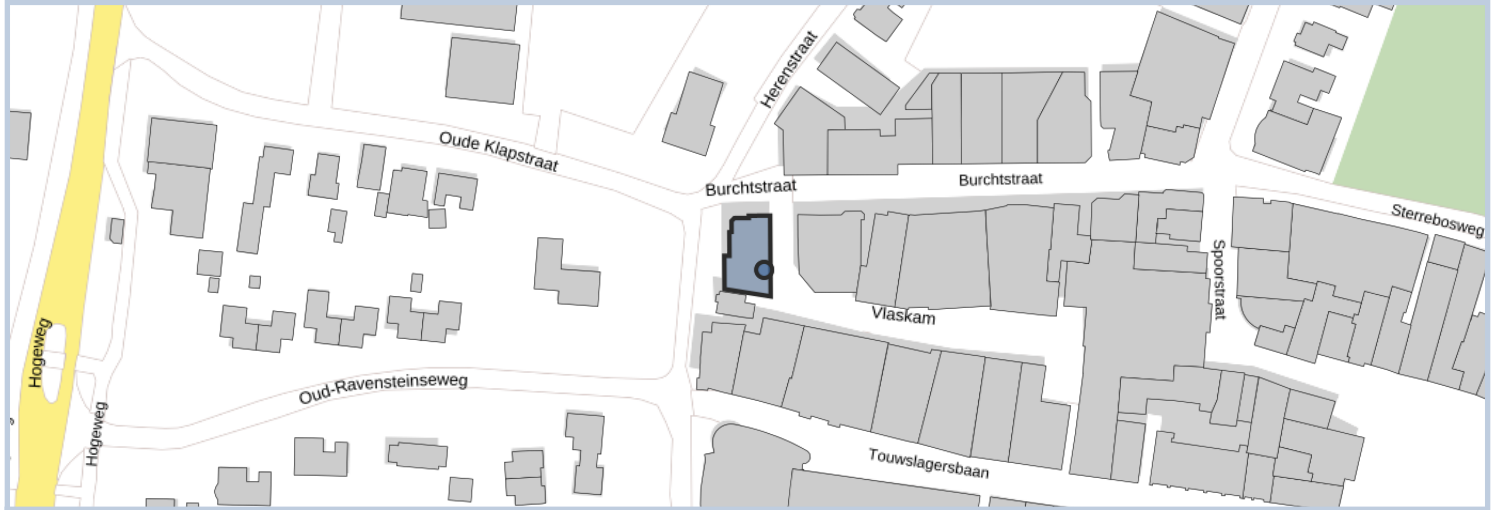 Herenstraat
Oude Klapstraat
Burchtstraat
Burchtstraat
Sterrebosweg
Spoorstraat
Vlaskam
Hogeweg
Oud-Ravensteinseweg
Hogeweg
Touwslagersbaan